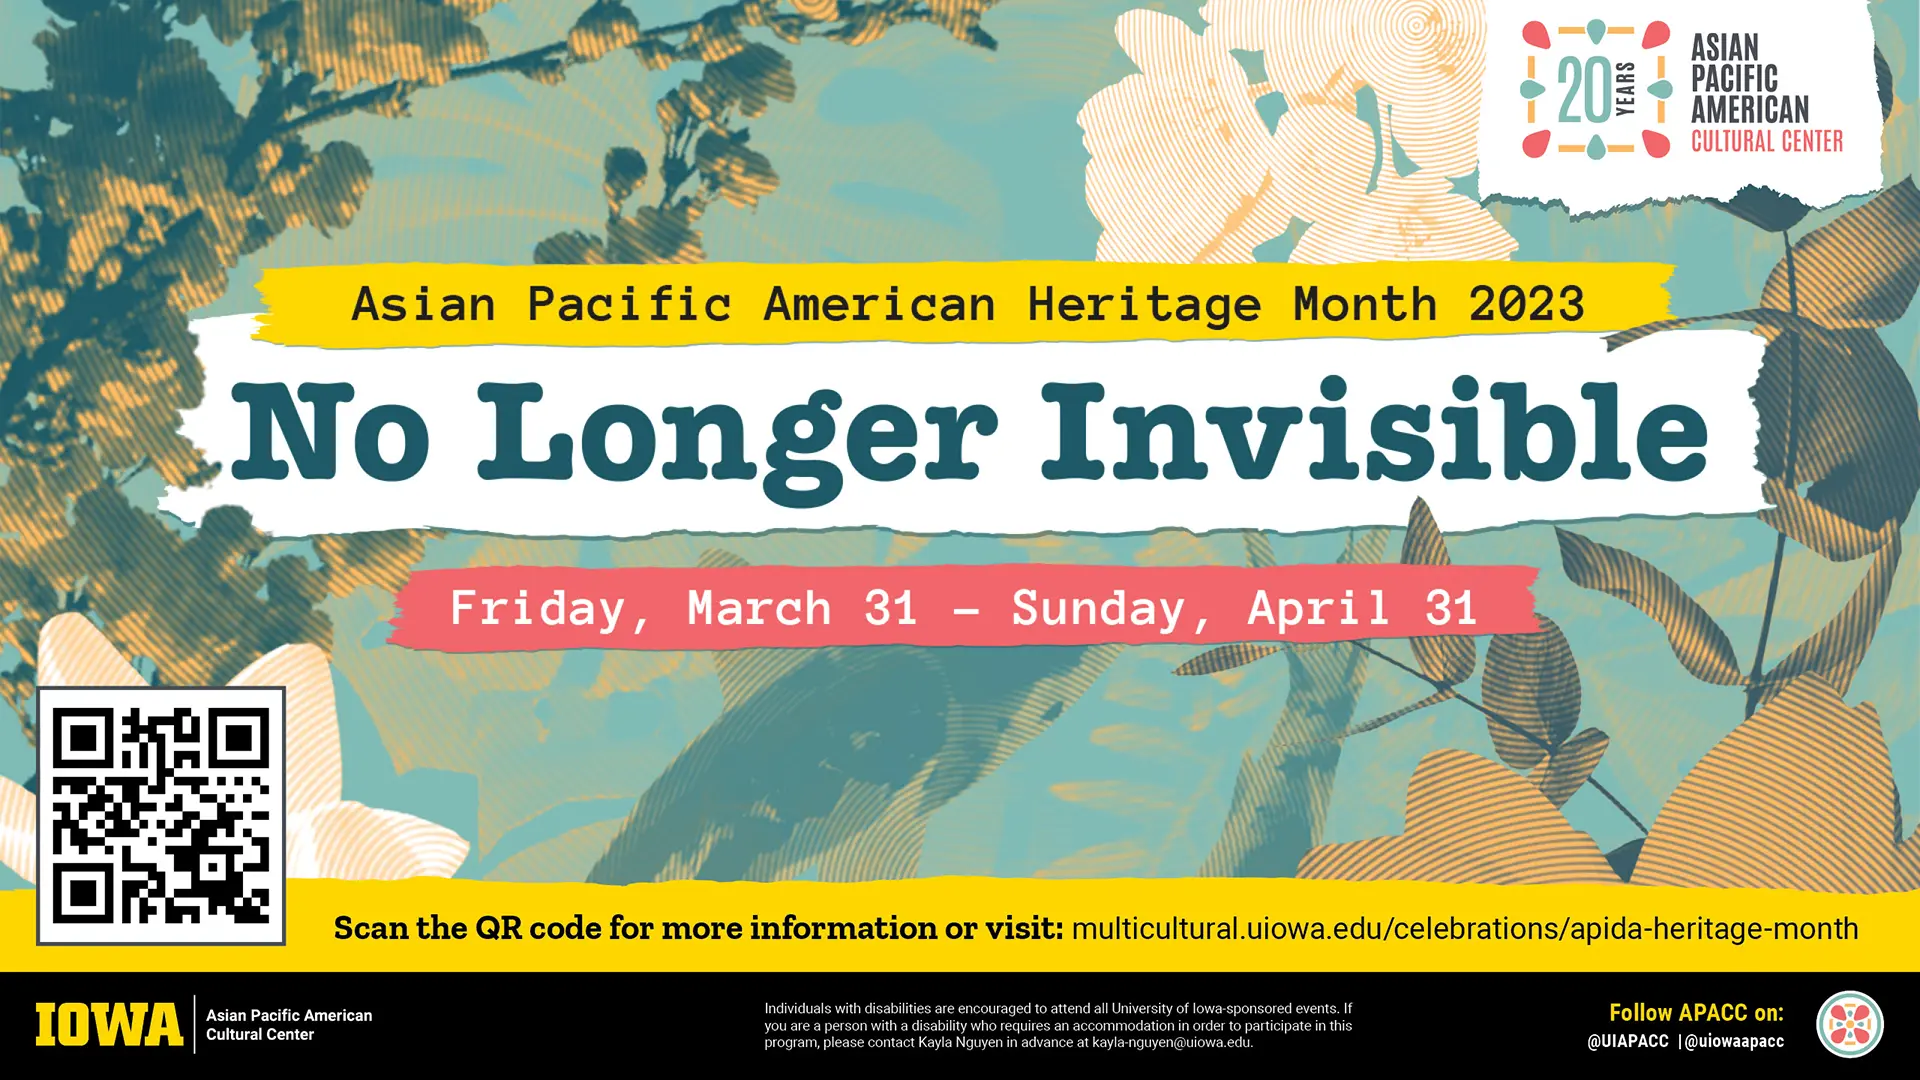 20 YEARS
ASIAN
PACIFIC
AMERICAN
CULTURAL CENTER
Asian Pacific American Heritage Month 2023
No Longer Invisible
Friday, March 31 – Sunday, April 31
Scan the QR code for more information or visit: multicultural.uiowa.edu/celebrations/apida-heritage-month
IOWA
Asian Pacific American
Cultural Center
Individuals with disabilities are encouraged to attend all University of Iowa-sponsored events. If
you are a person with a disability who requires an accommodation in order to participate in this
program, please contact Kayla Nguyen in advance at kayla-nguyen@uiowa.edu.
Follow APACC on:
@UIAPACC | @uiowaapacc